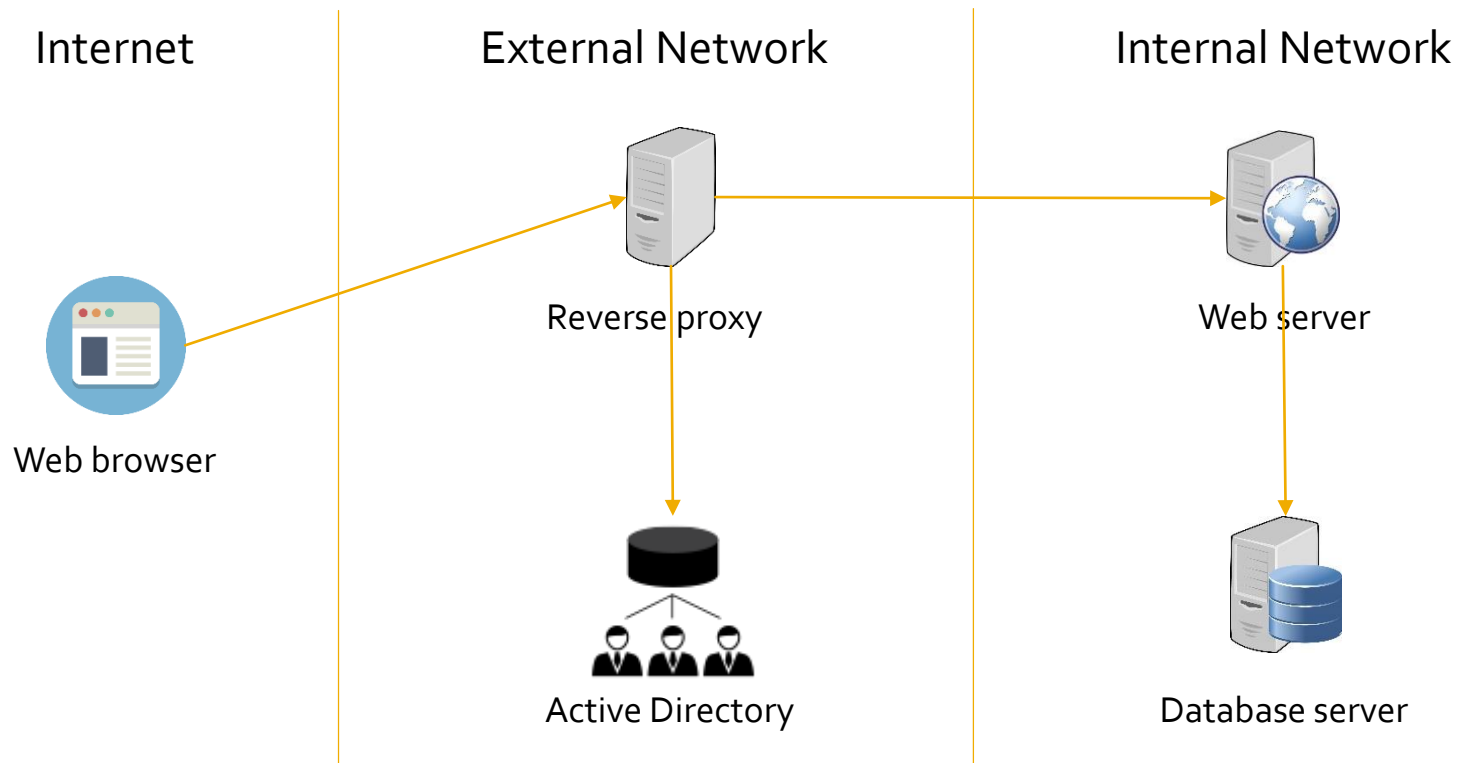 Internet
External Network
Internal Network
Reverse proxy
Web server
Web browser
Active Directory
Database server